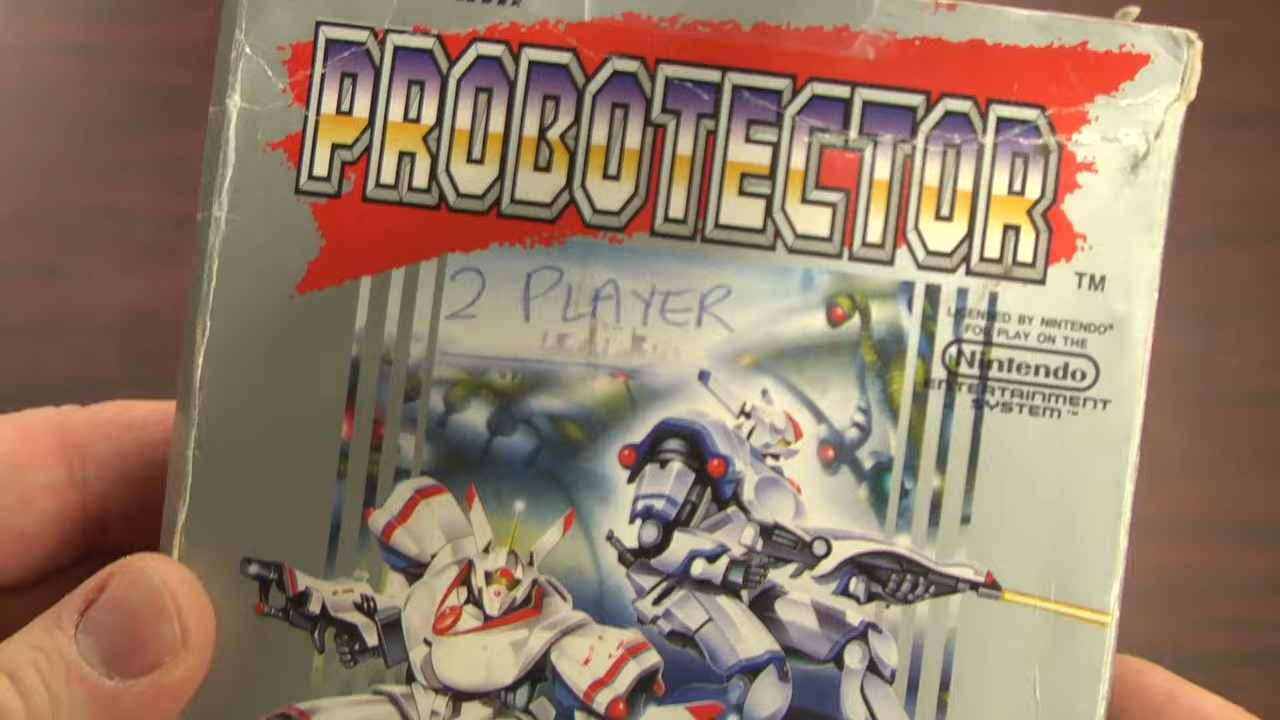 PROBOTECTOR
TM
2 PLAYER
LICENSED BY NINTENDO®
FOR PLAY ON THE
Nintendo
ENTERTAINMENT
SYSTEM™